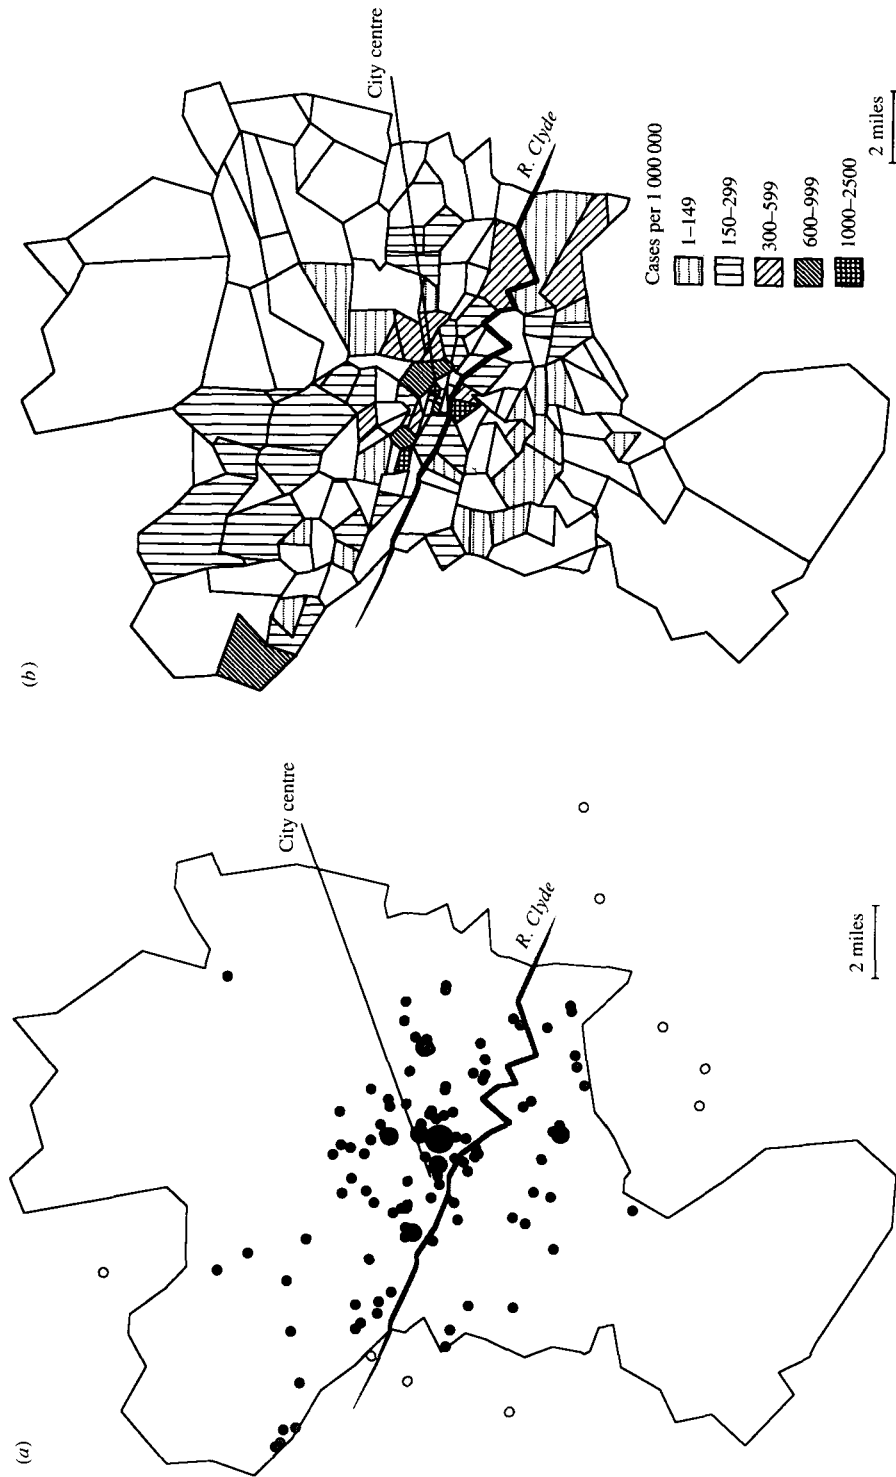 (a)
City centre
R. Clyde
2 miles
(b)
City centre
R. Clyde
Cases per 1 000 000
1–149
150–299
300–599
600–999
1000–2500
2 miles